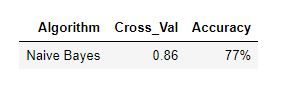 Algorithm Cross_Val Accuracy
Naive Bayes 0.86 77%